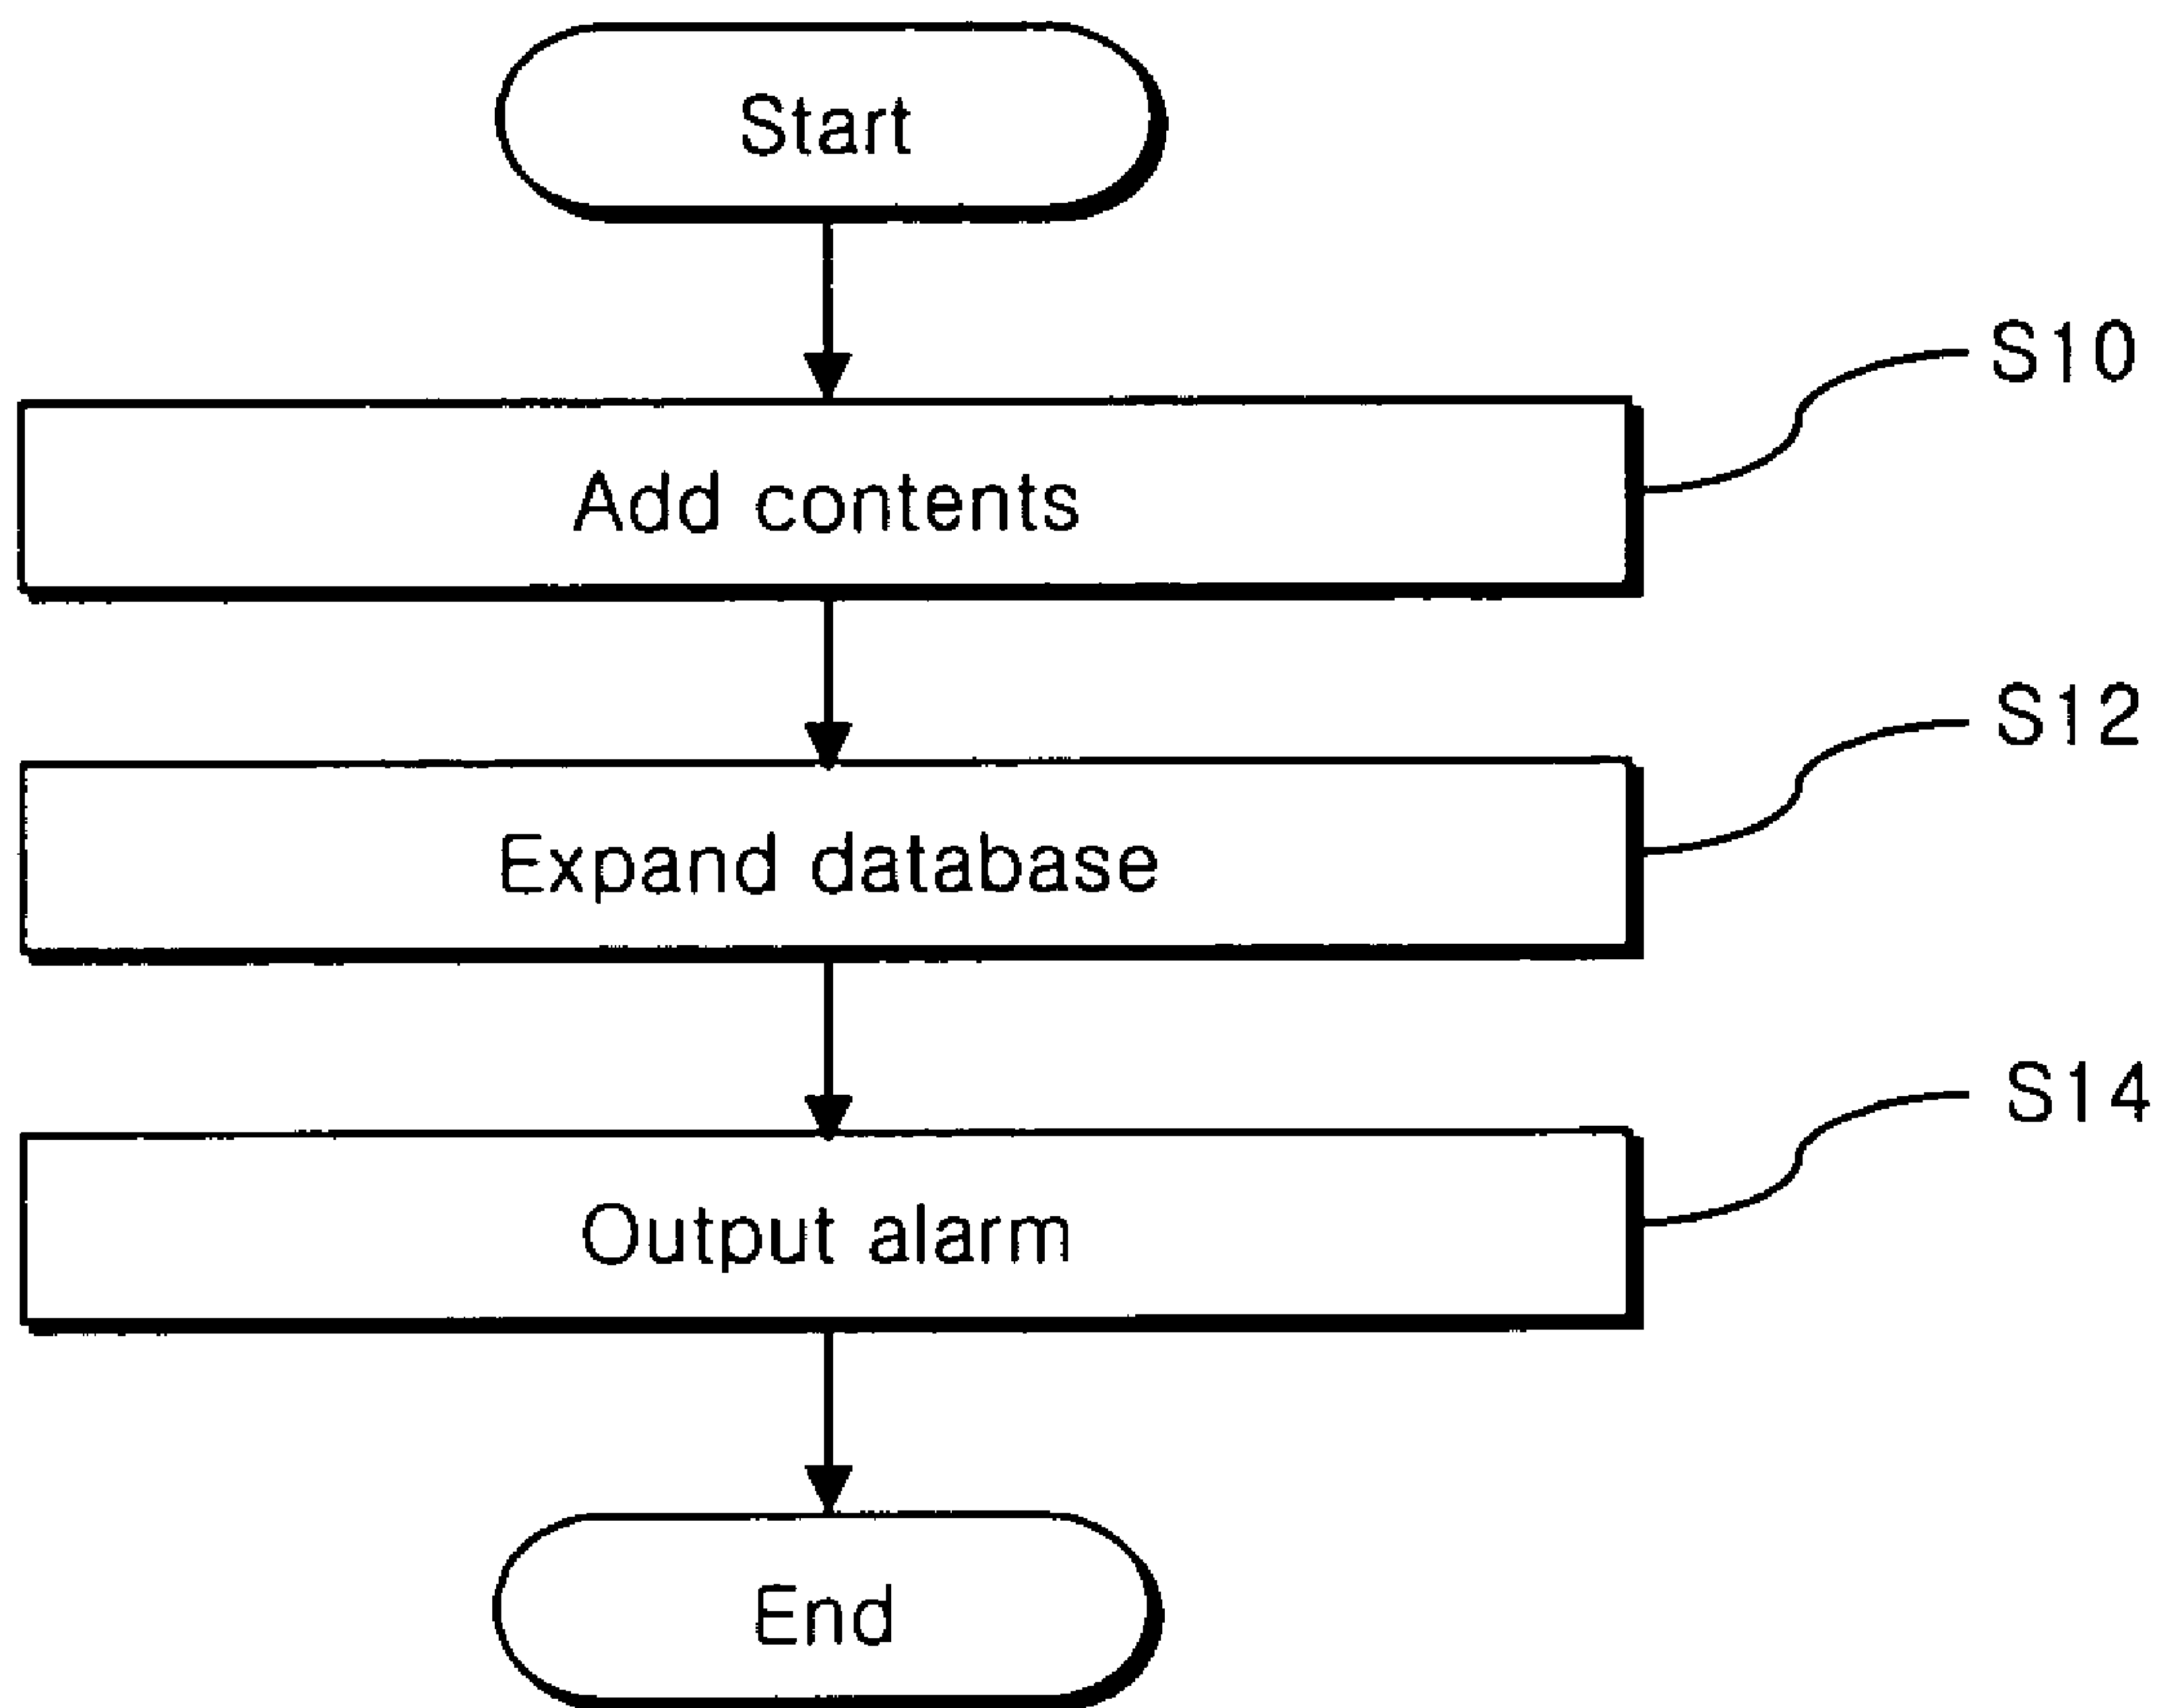 Start
S10
Add contents
S12
Expand database
S14
Output alarm
End